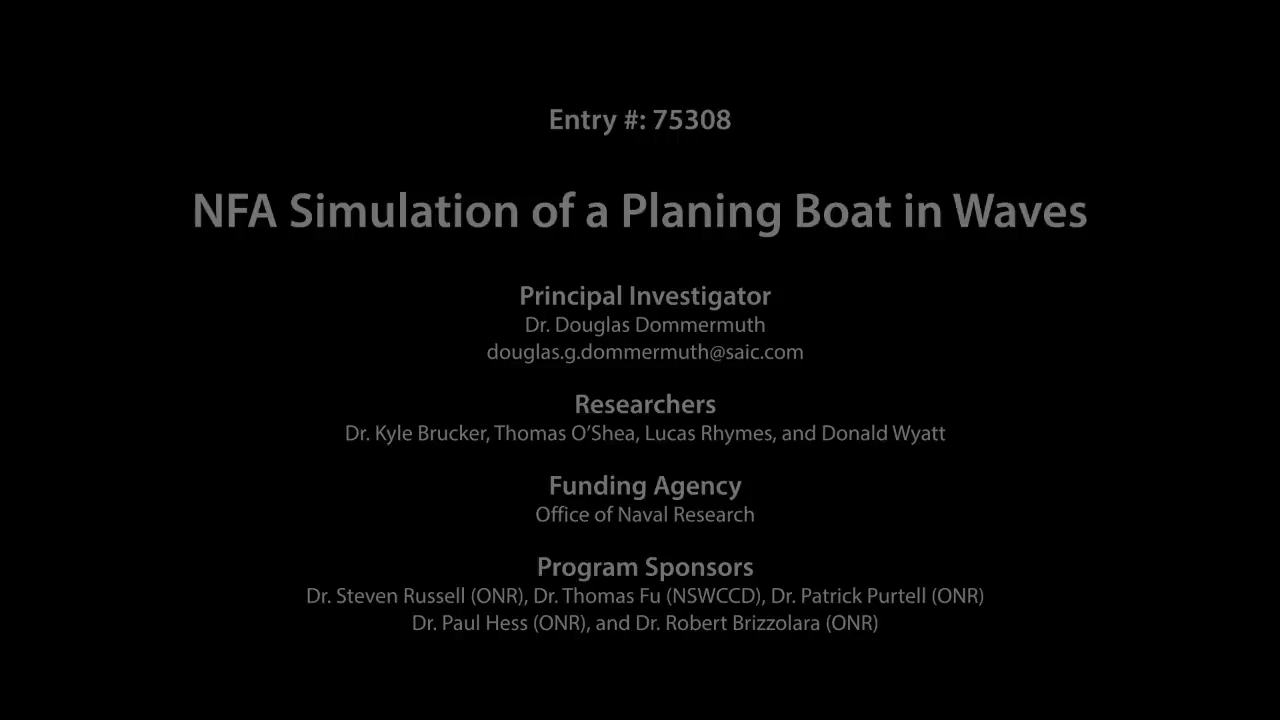 Entry #: 75308
NFA Simulation of a Planing Boat in Waves
Principal Investigator
Dr. Douglas Dommermuth
douglas.g.dommermuth@saic.com
Researchers
Dr. Kyle Brucker, Thomas O’Shea, Lucas Rhymes, and Donald Wyatt
Funding Agency
Office of Naval Research
Program Sponsors
Dr. Steven Russell (ONR), Dr. Thomas Fu (NSWCCD), Dr. Patrick Purtell (ONR)
Dr. Paul Hess (ONR), and Dr. Robert Brizzolara (ONR)